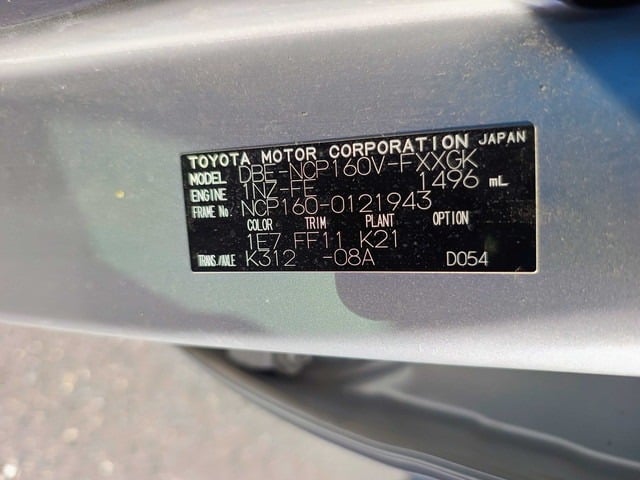 TOYOTA MOTOR CORPORATION JAPAN
MODEL DBE-NCP160V-FXXGK
ENGINE 1NZ-FE 1496 mL
FRAME No. NCP160-0121943
COLOR TRIM PLANT OPTION
1E7 FF11 K21
TRANS./AXLE K312 -08A D054